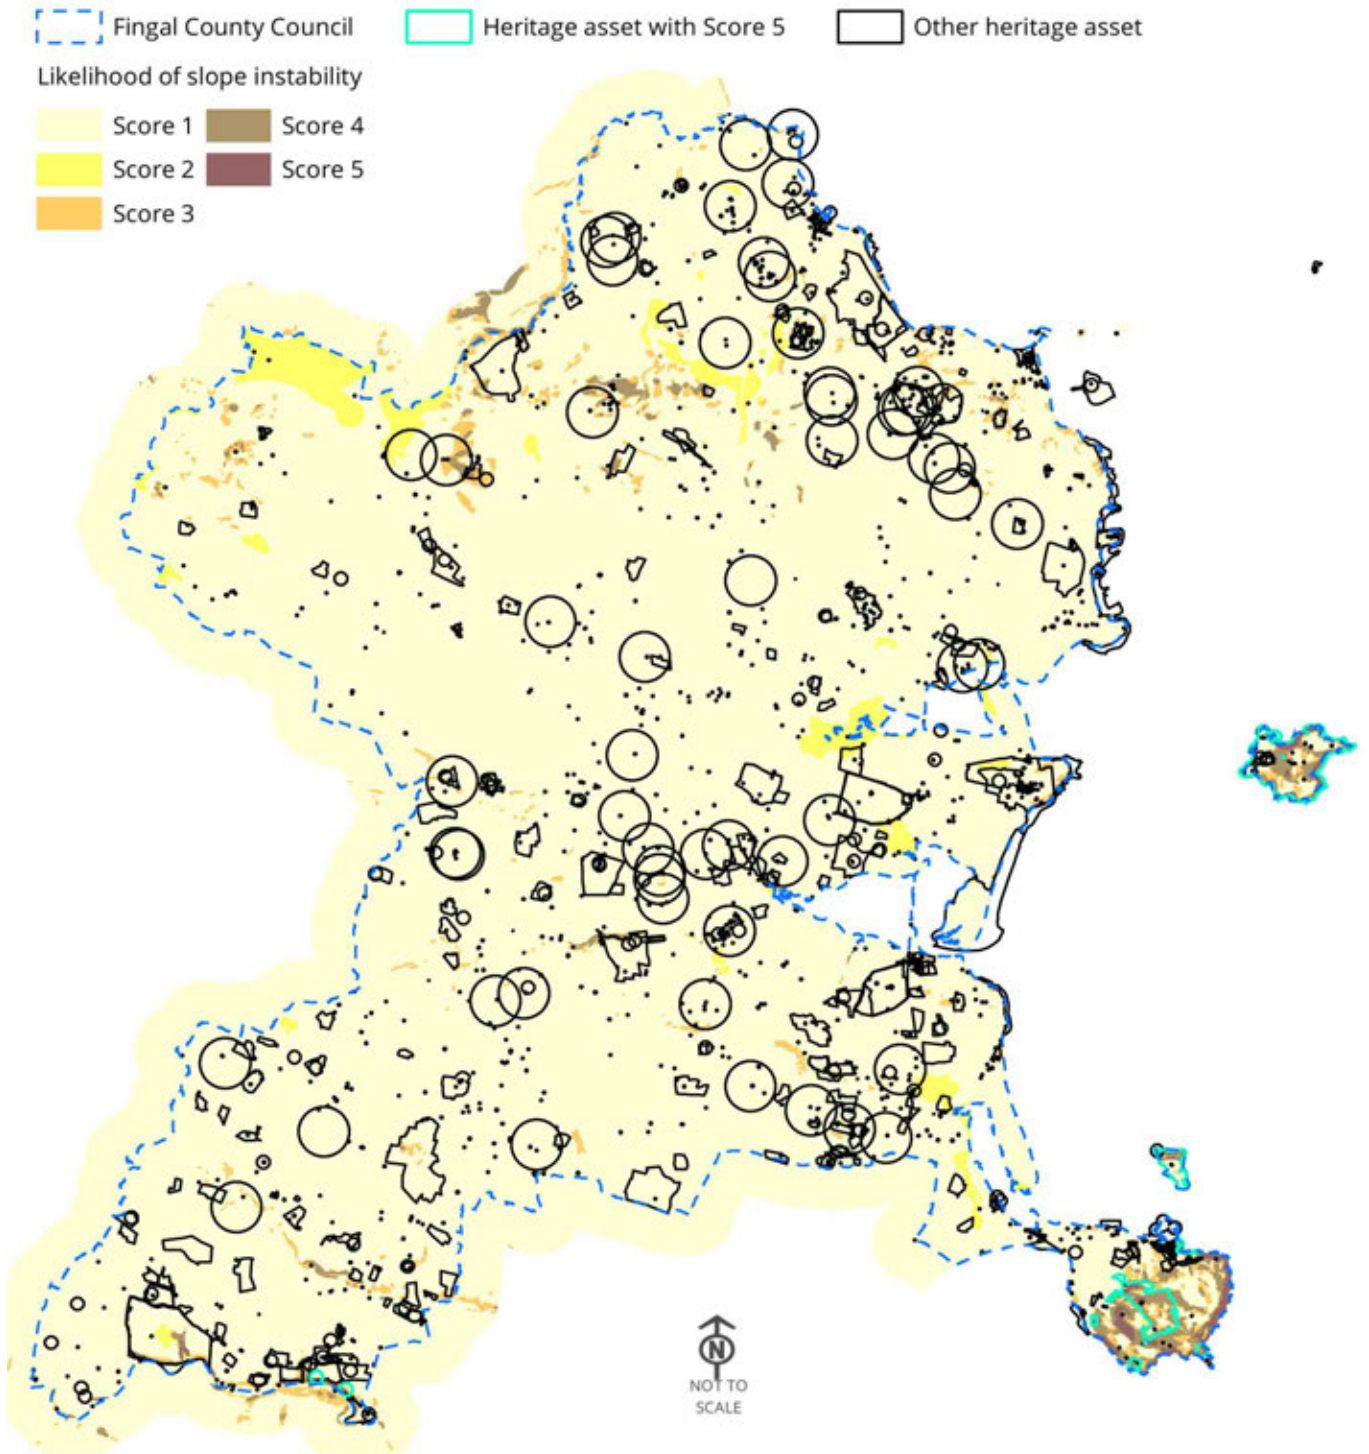 Fingal County Council
Heritage asset with Score 5
Other heritage asset
Likelihood of slope instability
Score 1
Score 4
Score 2
Score 5
Score 3
N
NOT TO
SCALE